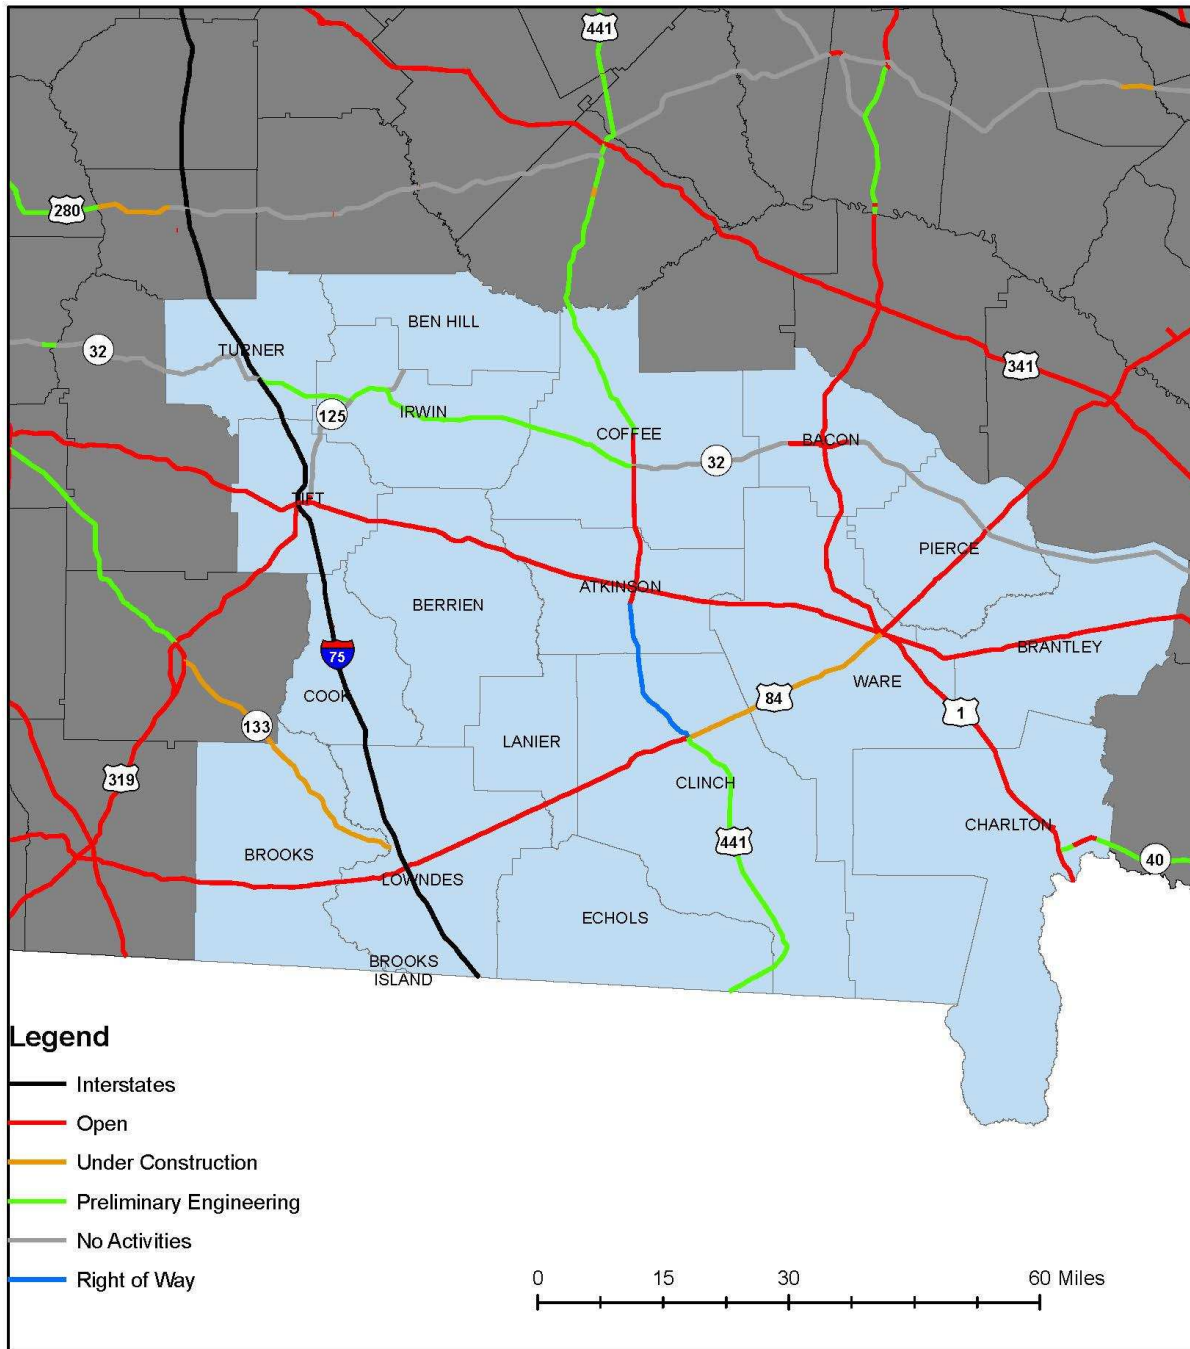 441
280
BEN HILL
TURNER
32
341
125
IRWIN
COFFEE
BACON
32
TIFT
PIERCE
ATKINSON
BERRIEN
BRANTLEY
75
WARE
COOK
84
1
133
LANIER
319
CLINCH
CHARLTON
441
BROOKS
40
LOWNDES
ECHOLS
BROOKS
ISLAND
Legend
Interstates
Open
Under Construction
Preliminary Engineering
No Activities
Right of Way
0 15 30 60 Miles